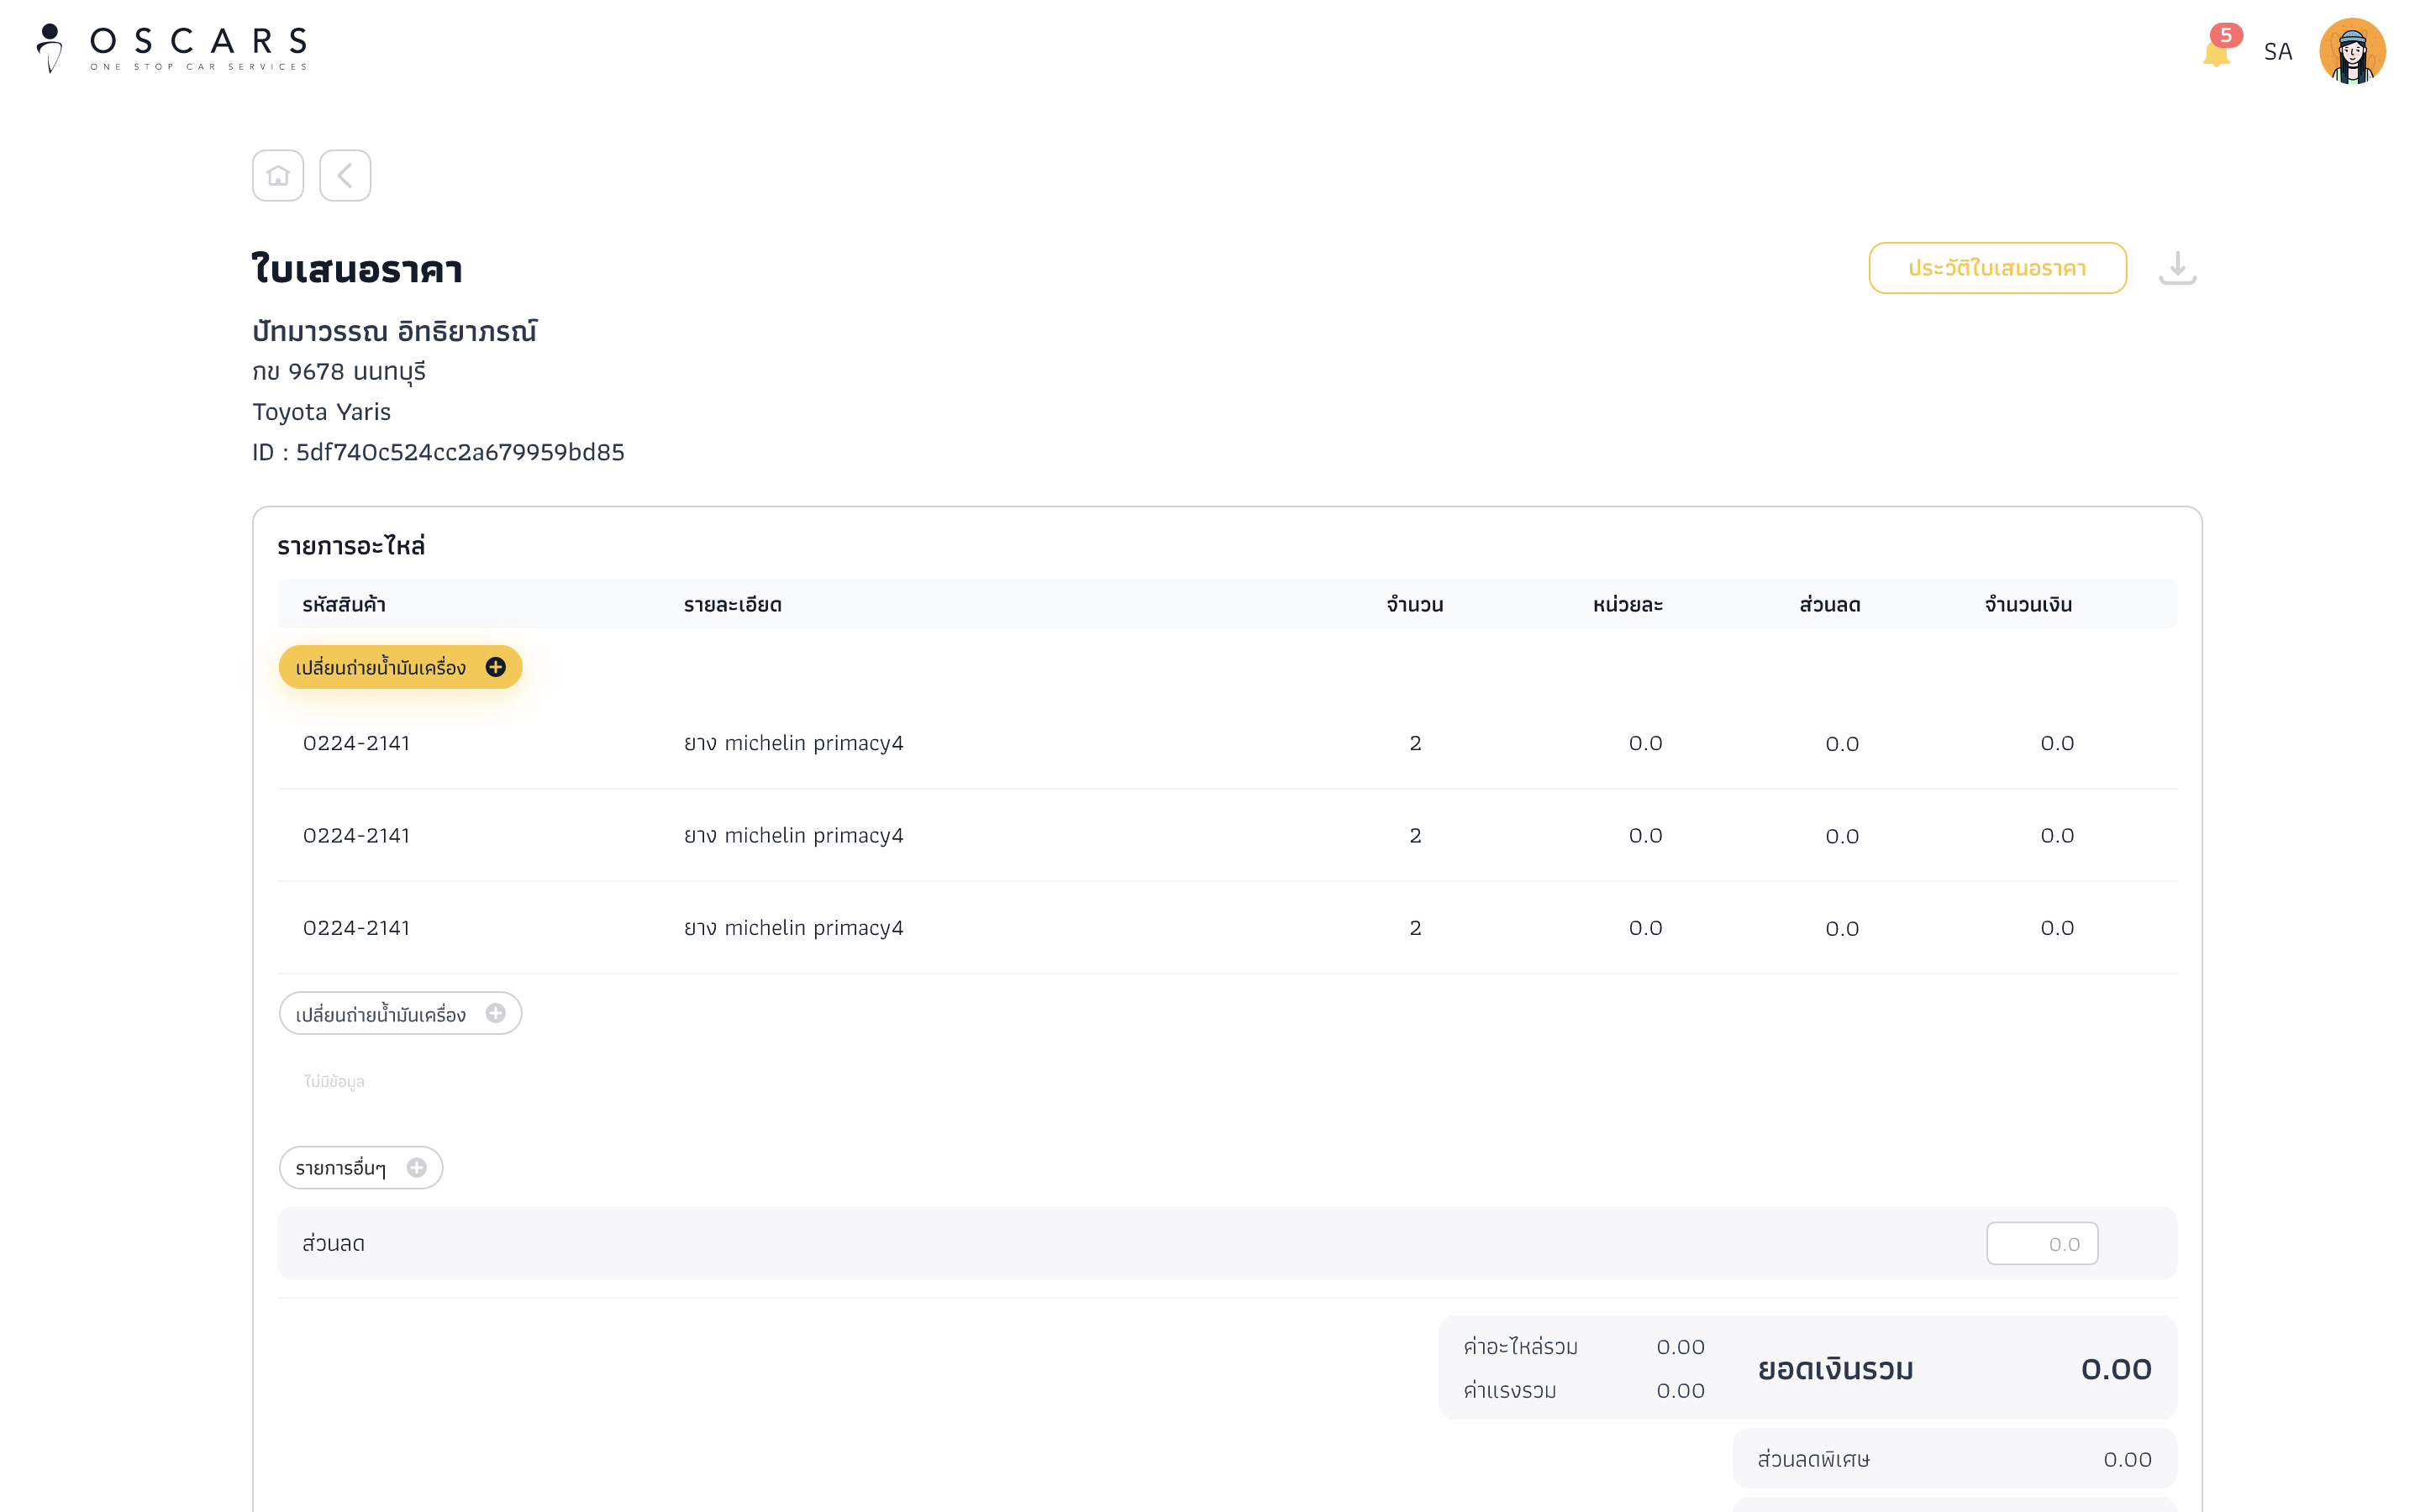 OSCARS
ONE STOP CAR SERVICES
5
SA
ใบเสนอราคา
ประวัติใบเสนอราคา
ปัทมาวรรณ อิทธิยาภรณ์
กข 9678 นนทบุรี
Toyota Yaris
ID : 5df740c524cc2a679959bd85
รายการอะไหล่
รหัสสินค้า รายละเอียด จำนวน หน่วยละ ส่วนลด จำนวนเงิน
เปลี่ยนถ่ายน้ำมันเครื่อง
0224-2141 ยาง michelin primacy4 2 0.0 0.0 0.0
0224-2141 ยาง michelin primacy4 2 0.0 0.0 0.0
0224-2141 ยาง michelin primacy4 2 0.0 0.0 0.0
เปลี่ยนถ่ายน้ำมันเครื่อง
ไม่มีข้อมูล
รายการอื่นๆ
ส่วนลด 0.0
ค่าอะไหล่รวม 0.00
ค่าแรงรวม 0.00
ยอดเงินรวม 0.00
ส่วนลดพิเศษ 0.00